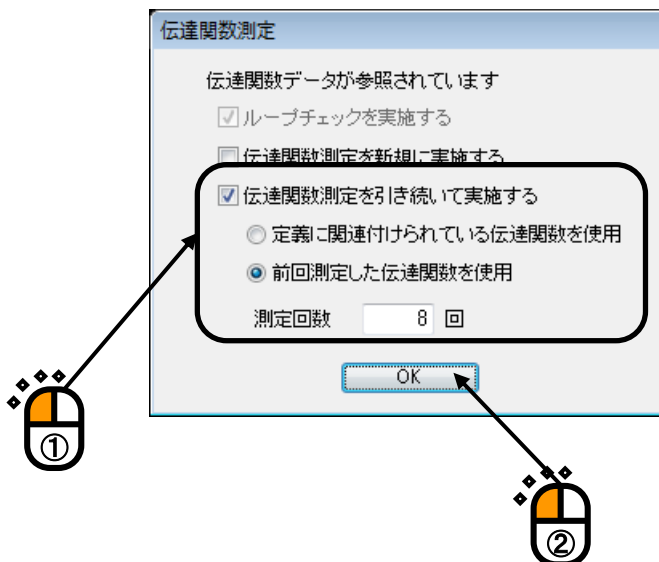 伝達関数測定
伝達関数データが参照されています
ループチェックを実施する
伝達関数測定を新規に実施する
伝達関数測定を引き続いて実施する
定義に関連付けられている伝達関数を使用
前回測定した伝達関数を使用
測定回数 8 回
OK
①
②